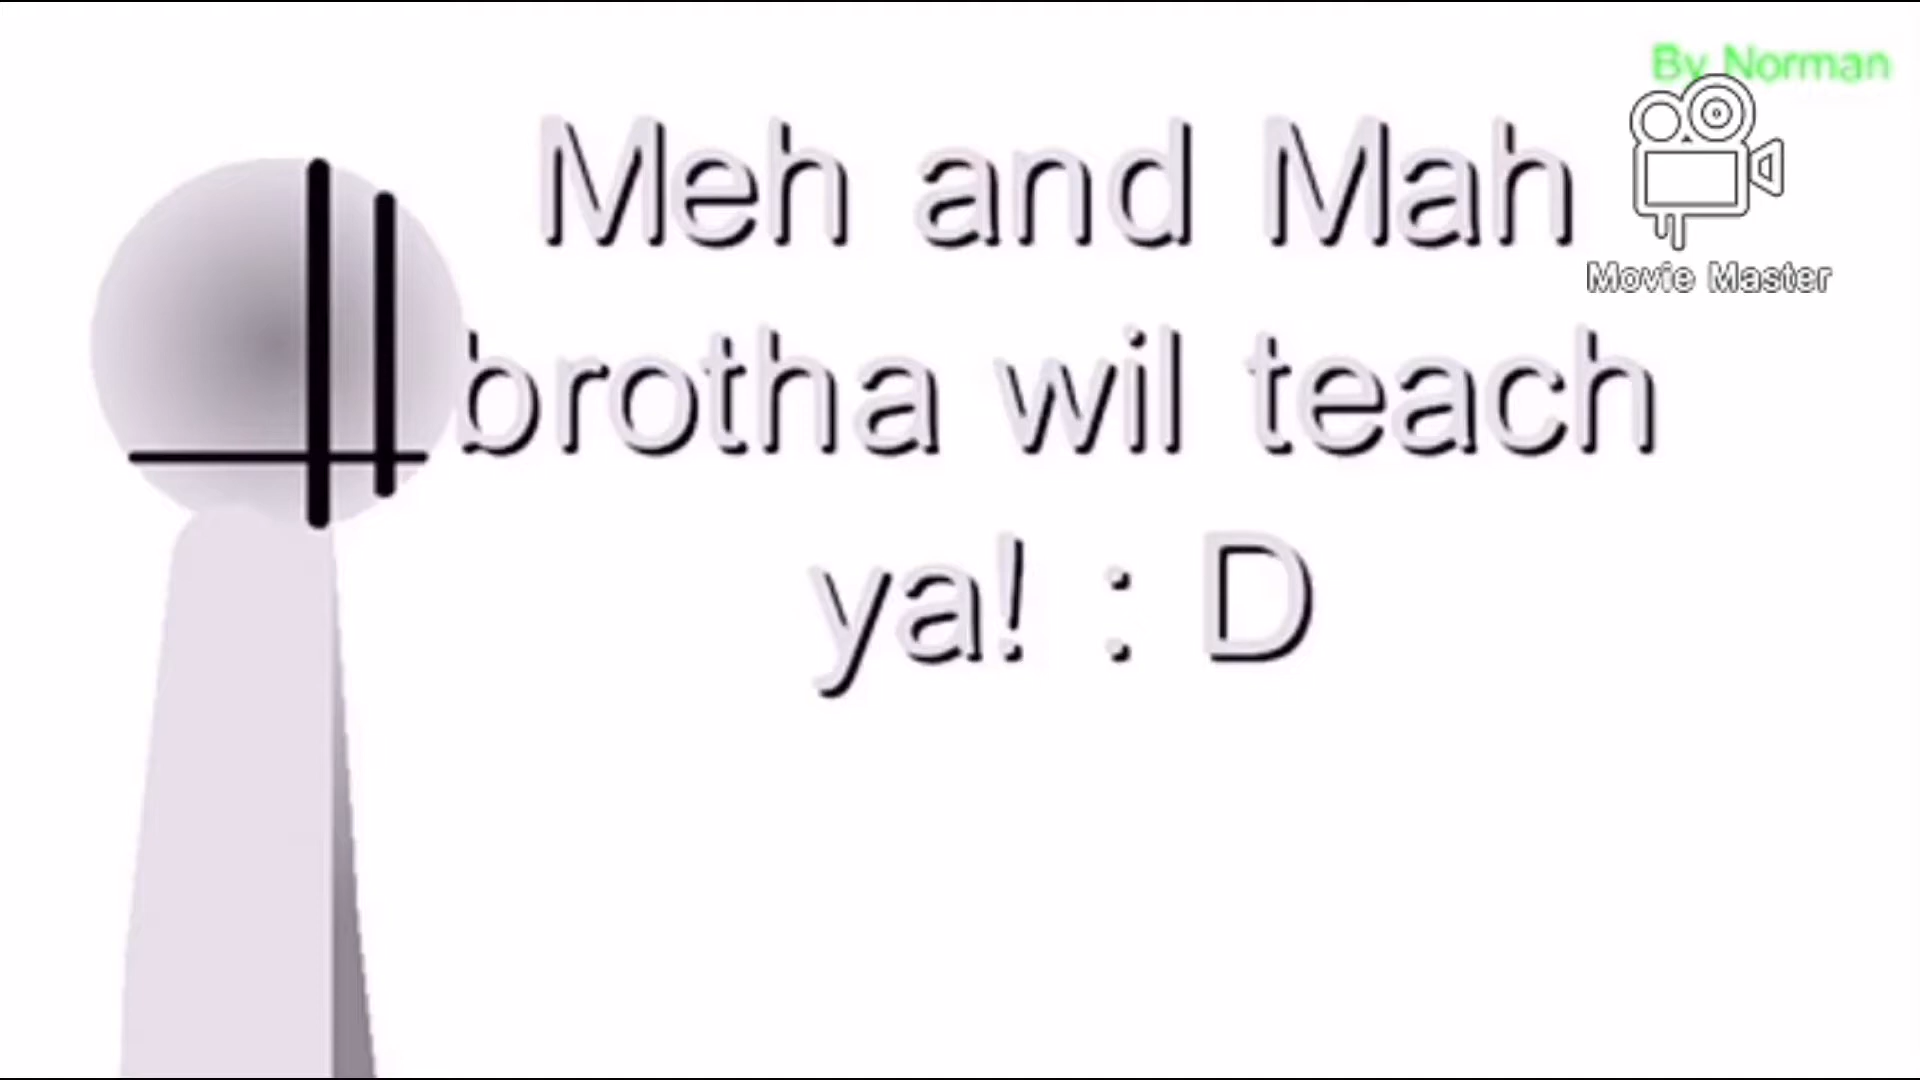 By Norman
Meh and Mah
Movie Master
brotha wil teach
ya! : D